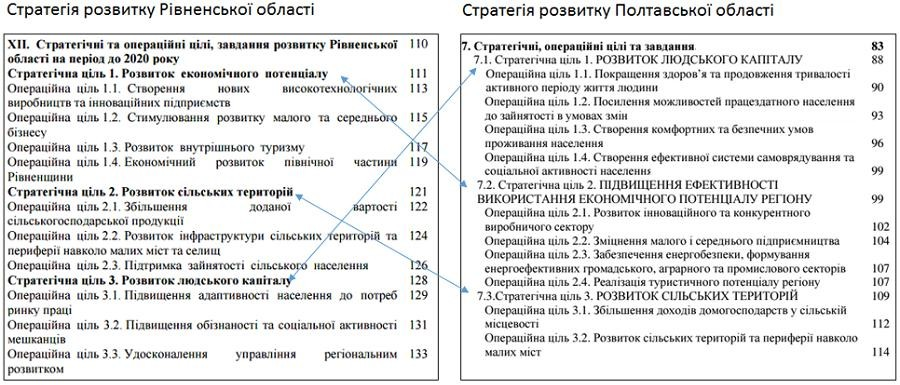 Стратегія розвитку Рівненської області
XII. Стратегічні та операційні цілі, завдання розвитку Рівненської 110
області на період до 2020 року
Стратегічна ціль 1. Розвиток економічного потенціалу 111
Операційна ціль 1.1. Створення нових високотехнологічних 113
виробництв та інноваційних підприємств
Операційна ціль 1.2. Стимулювання розвитку малого та середнього 115
бізнесу
Операційна ціль 1.3. Розвиток внутрішнього туризму 117
Операційна ціль 1.4. Економічний розвиток північної частини 119
Рівненщини
Стратегічна ціль 2. Розвиток сільських територій 121
Операційна ціль 2.1. Збільшення доданої вартості 122
сільськогосподарської продукції
Операційна ціль 2.2. Розвиток інфраструктури сільських територій та 124
периферії навколо малих міст та селищ
Операційна ціль 2.3. Підтримка зайнятості сільського населення 126
Стратегічна ціль 3. Розвиток людського капіталу 128
Операційна ціль 3.1. Підвищення адаптивності населення до потреб 129
ринку праці
Операційна ціль 3.2. Підвищення обізнаності та соціальної активності 131
мешканців
Операційна ціль 3.3. Удосконалення управління регіональним 133
розвитком
Стратегія розвитку Полтавської області
7. Стратегічні, операційні цілі та завдання 83
7.1. Стратегічна ціль 1. РОЗВИТОК ЛЮДСЬКОГО КАПІТАЛУ 88
Операційна ціль 1.1. Покращення здоров’я та продовження тривалості
активного періоду життя людини 90
Операційна ціль 1.2. Посилення можливостей працездатного населення
до зайнятості в умовах змін 93
Операційна ціль 1.3. Створення комфортних та безпечних умов
проживання населення 96
Операційна ціль 1.4. Створення ефективної системи самоврядування та
соціальної активності населення 99
7.2. Стратегічна ціль 2. ПІДВИЩЕННЯ ЕФЕКТИВНОСТІ
ВИКОРИСТАННЯ ЕКОНОМІЧНОГО ПОТЕНЦІАЛУ РЕГІОНУ 99
Операційна ціль 2.1. Розвиток інноваційного та конкурентного
виробничого сектору 102
Операційна ціль 2.2. Зміцнення малого і середнього підприємництва 104
Операційна ціль 2.3. Забезпечення енергобезпеки, формування
енергоефективних громадського, аграрного та промислового секторів 107
Операційна ціль 2.4. Реалізація туристичного потенціалу регіону 107
7.3.Стратегічна ціль 3. РОЗВИТОК СІЛЬСЬКИХ ТЕРИТОРІЙ 109
Операційна ціль 3.1. Збільшення доходів домогосподарств у сільській
місцевості 112
Операційна ціль 3.2. Розвиток сільських територій та периферії навколо
малих міст 114